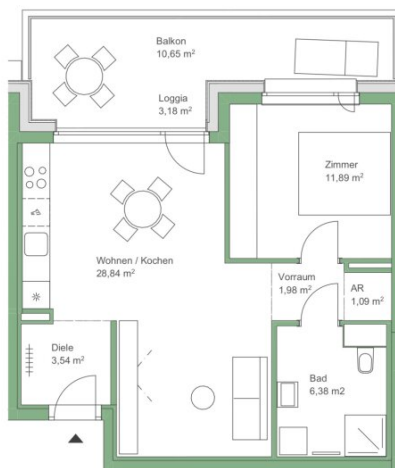 Balkon
10,65 m²
Loggia
3,18 m²
Zimmer
11,89 m²
Wohnen / Kochen
28,84 m²
Vorraum
1,98 m²
AR
1,09 m²
Diele
3,54 m²
Bad
6,38 m2